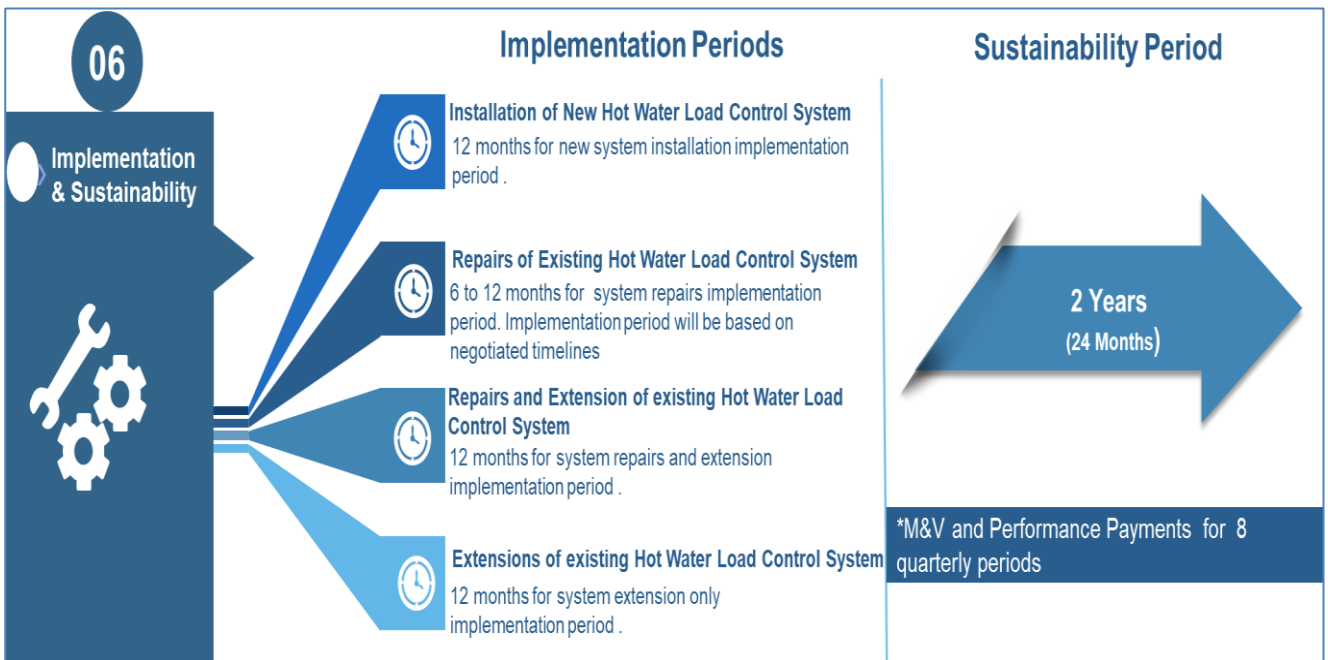 06
Implementation
& Sustainability
Implementation Periods
Installation of New Hot Water Load Control System
12 months for new system installation implementation
period .
Repairs of Existing Hot Water Load Control System
6 to 12 months for system repairs implementation
period. Implementation period will be based on
negotiated timelines
Repairs and Extension of existing Hot Water Load
Control System
12 months for system repairs and extension
implementation period .
Extensions of existing Hot Water Load Control System
12 months for system extension only
implementation period .
Sustainability Period
2 Years
(24 Months)
*M&V and Performance Payments for 8
quarterly periods